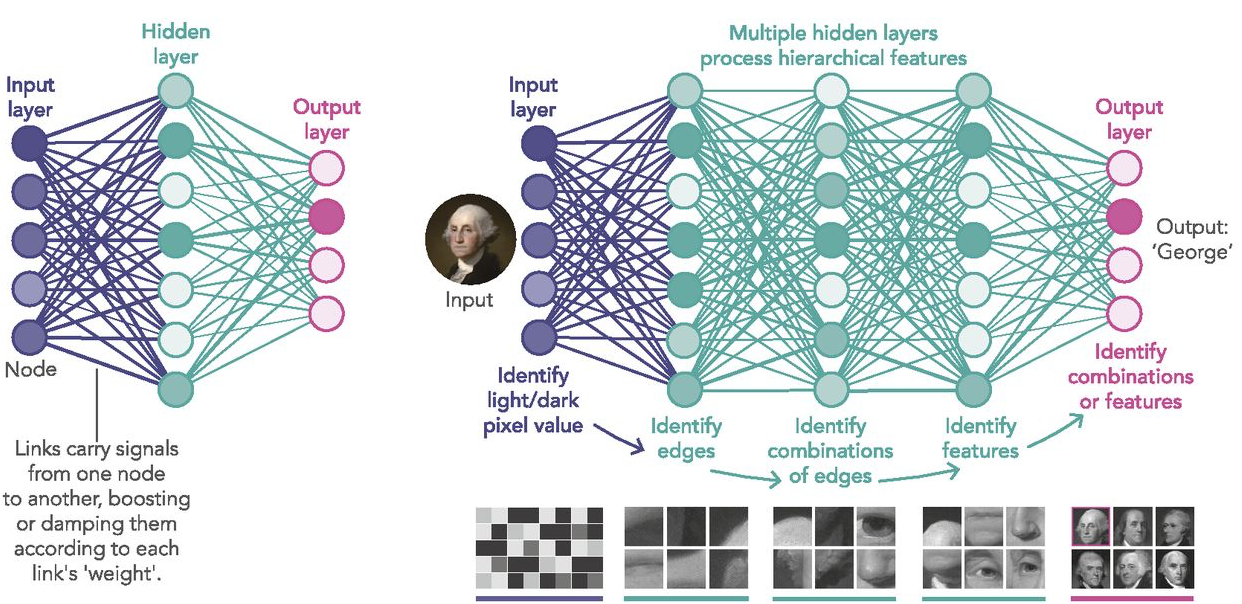 Hidden
layer
Input
layer
Output
layer
Node
Links carry signals
from one node
to another, boosting
or damping them
according to each
link's 'weight'.
Multiple hidden layers
process hierarchical features
Input
layer
Output
layer
Input
Output:
‘George’
Identify
light/dark
pixel value
Identify
edges
Identify
combinations
of edges
Identify
features
Identify
combinations
or features